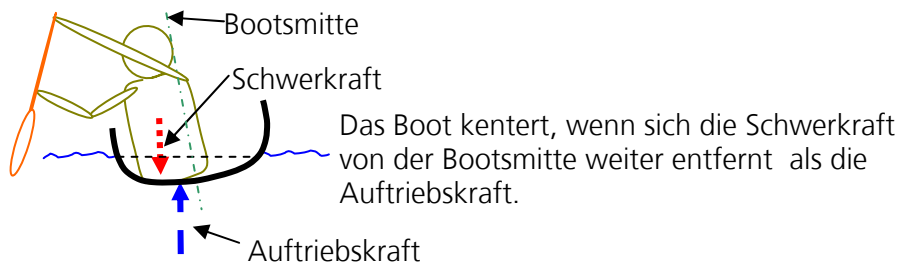 Bootsmitte
Schwerkraft
Das Boot kentert, wenn sich die Schwerkraft
von der Bootsmitte weiter entfernt als die
Auftriebskraft.
Auftriebskraft